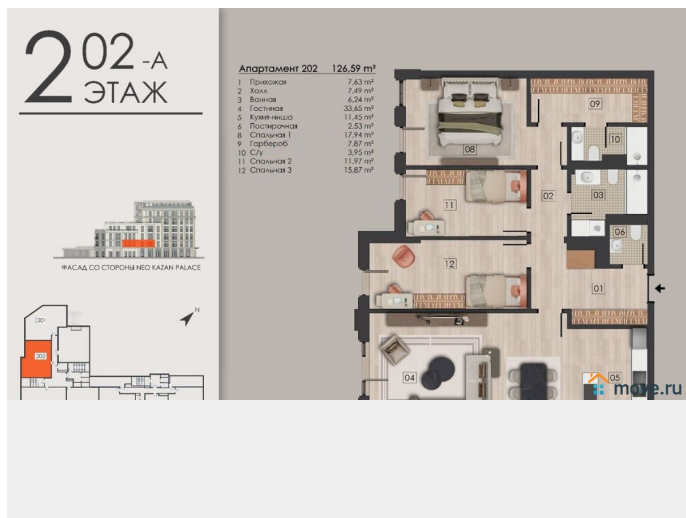 2 02 -А
ЭТАЖ
Апартамент 202 126,59 m²
1 Прихожая 7,63 m²
2 Холл 7,49 m²
3 Ванная 6,24 m²
4 Гостиная 33,65 m²
5 Кухня-ниша 11,45 m²
6 Постирочная 2,53 m²
8 Спальная 1 17,94 m²
9 Гарбероб 7,87 m²
10 С/у 3,95 m²
11 Спальная 2 11,97 m²
12 Спальная 3 15,87 m²
ФАСАД СО СТОРОНЫ NEO KAZAN PALACE
N
201
202
09
10
08
03
02
11
06
12
01
04
05
move.ru